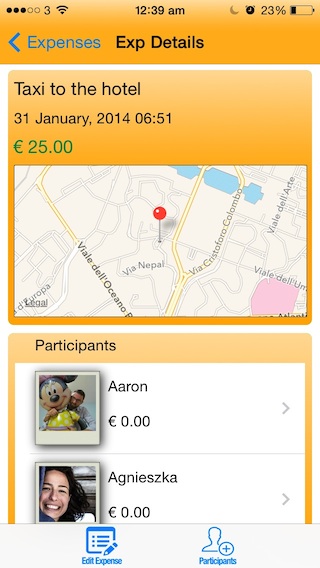 3 12:39 am 23%
Expenses Exp Details
Taxi to the hotel
31 January, 2014 06:51
€ 25.00
Viale dell'Arte
Via Cristoforo Colombo
Via Nepal
Viale dell'Oceano
d'Europa
Legal
Viale
Atlanti
Participants
Aaron
€ 0.00
Agnieszka
€ 0.00
Edit Expense Participants